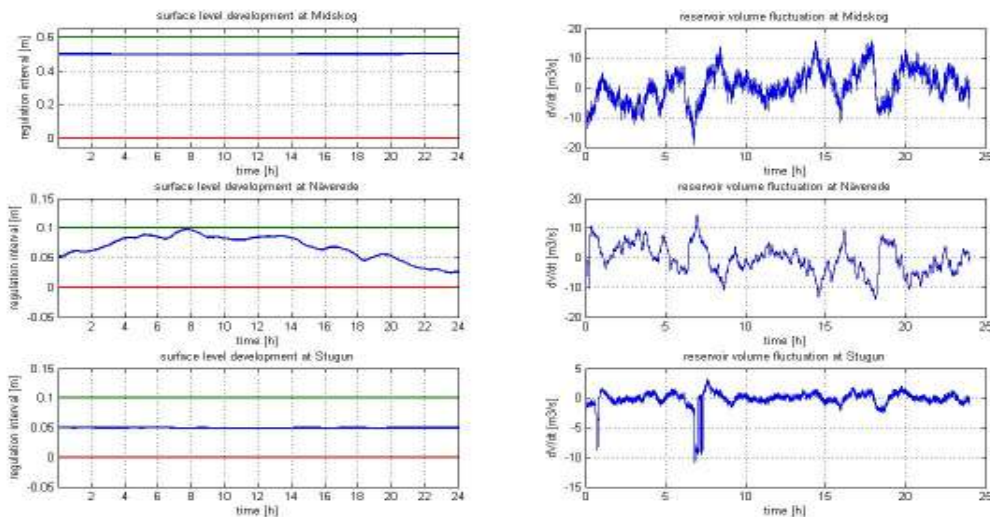 surface level development at Midskog
regulation interval [m]
0.6
0.4
0.2
0
2 4 6 8 10 12 14 16 18 20 22 24
time [h]
reservoir volume fluctuation at Midskog
dV/dt [m3/s]
20
10
0
-10
-20
0 5 10 15 20 25
time [h]
surface level development at Näverede
regulation interval [m]
0.15
0.1
0.05
0
-0.05
2 4 6 8 10 12 14 16 18 20 22 24
time [h]
reservoir volume fluctuation at Näverede
dV/dt [m3/s]
20
10
0
-10
-20
0 5 10 15 20 25
time [h]
surface level development at Stugun
regulation interval [m]
0.15
0.1
0.05
0
-0.05
2 4 6 8 10 12 14 16 18 20 22 24
time [h]
reservoir volume fluctuation at Stugun
dV/dt [m3/s]
5
0
-5
-10
-15
0 5 10 15 20 25
time [h]